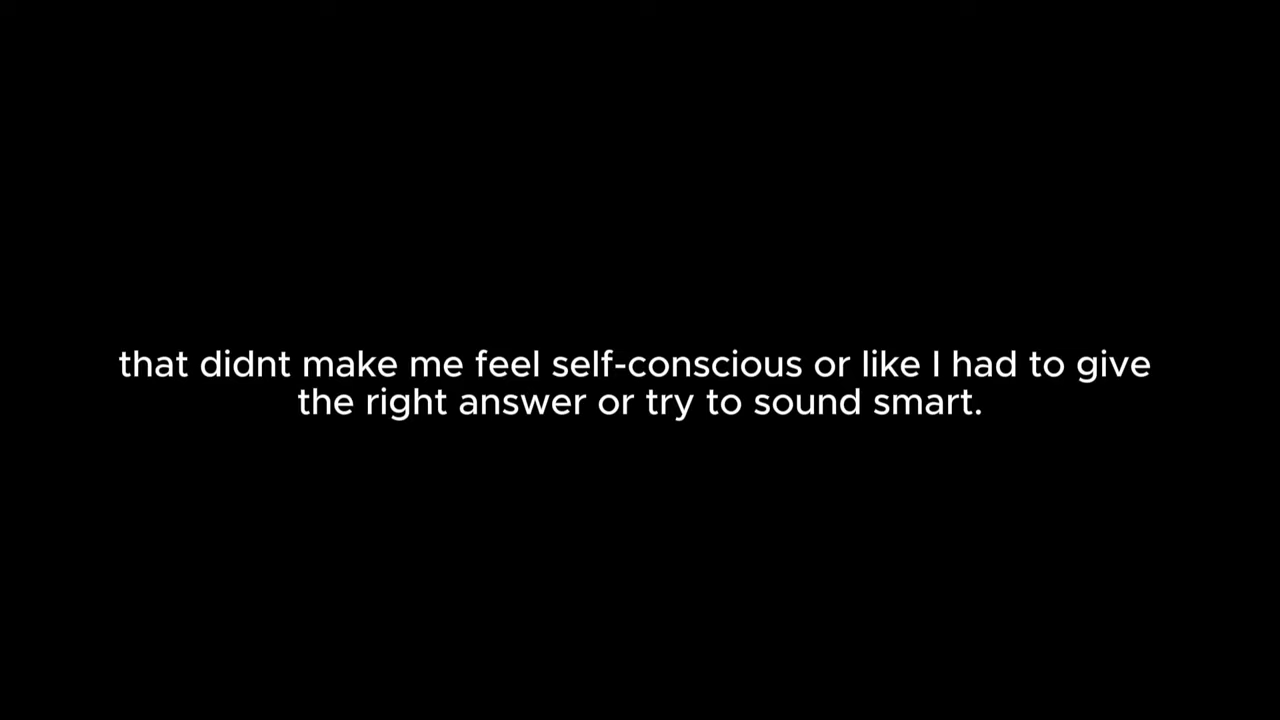 that didnt make me feel self-conscious or like I had to give
the right answer or try to sound smart.